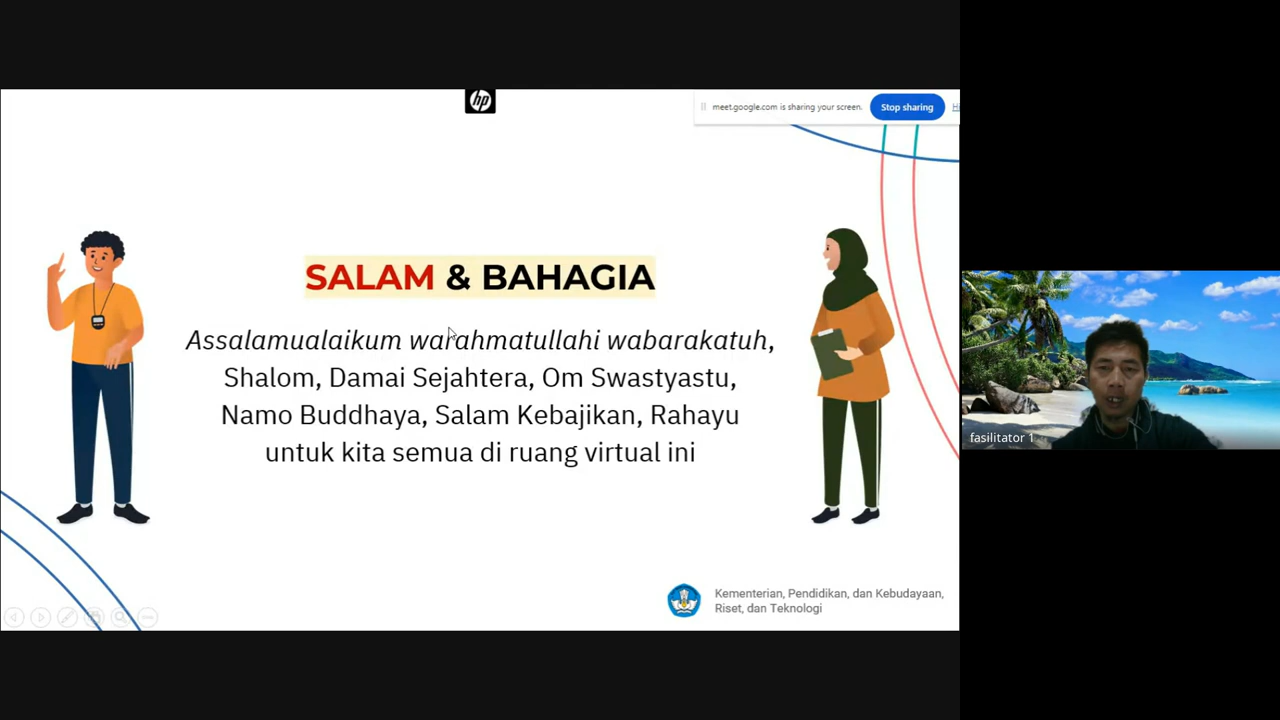 hp
meet.google.com is sharing your screen.
Stop sharing
SALAM & BAHAGIA
Assalamualaikum warahmatullahi wabarakatuh,
Shalom, Damai Sejahtera, Om Swastyastu,
Namo Buddhaya, Salam Kebajikan, Rahayu
untuk kita semua di ruang virtual ini
fasilitator 1
Kementerian, Pendidikan, dan Kebudayaan,
Riset, dan Teknologi